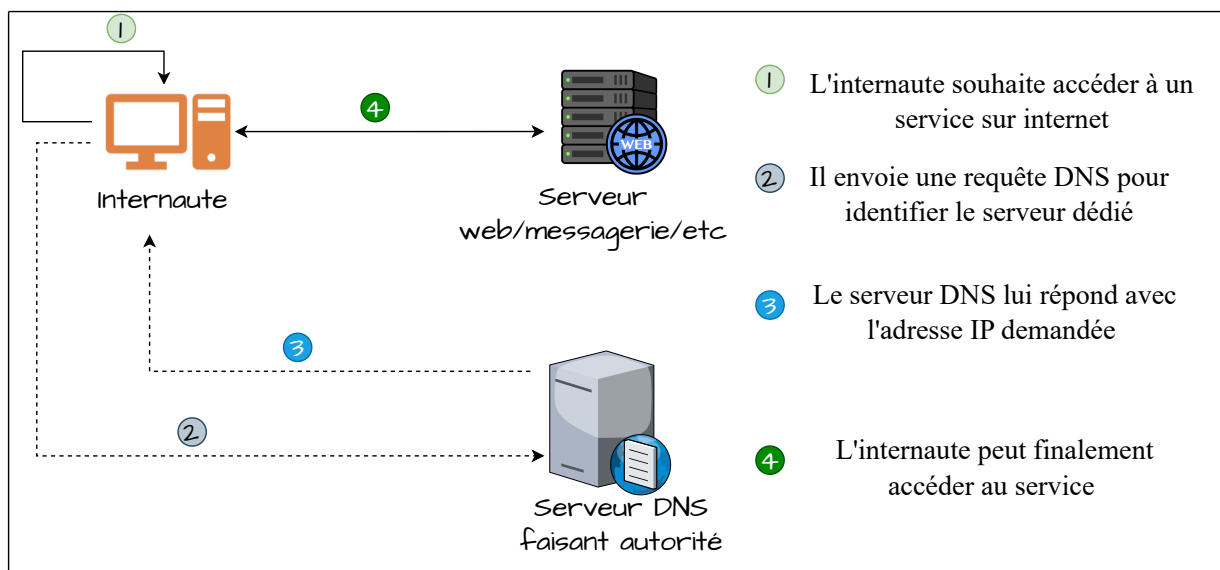 1
Internaute
4
WEB
Serveur
web/messagerie/etc
3
2
Serveur DNS
faisant autorité
1 L'internaute souhaite accéder à un
service sur internet
2 Il envoie une requête DNS pour
identifier le serveur dédié
3 Le serveur DNS lui répond avec
l'adresse IP demandée
4 L'internaute peut finalement
accéder au service